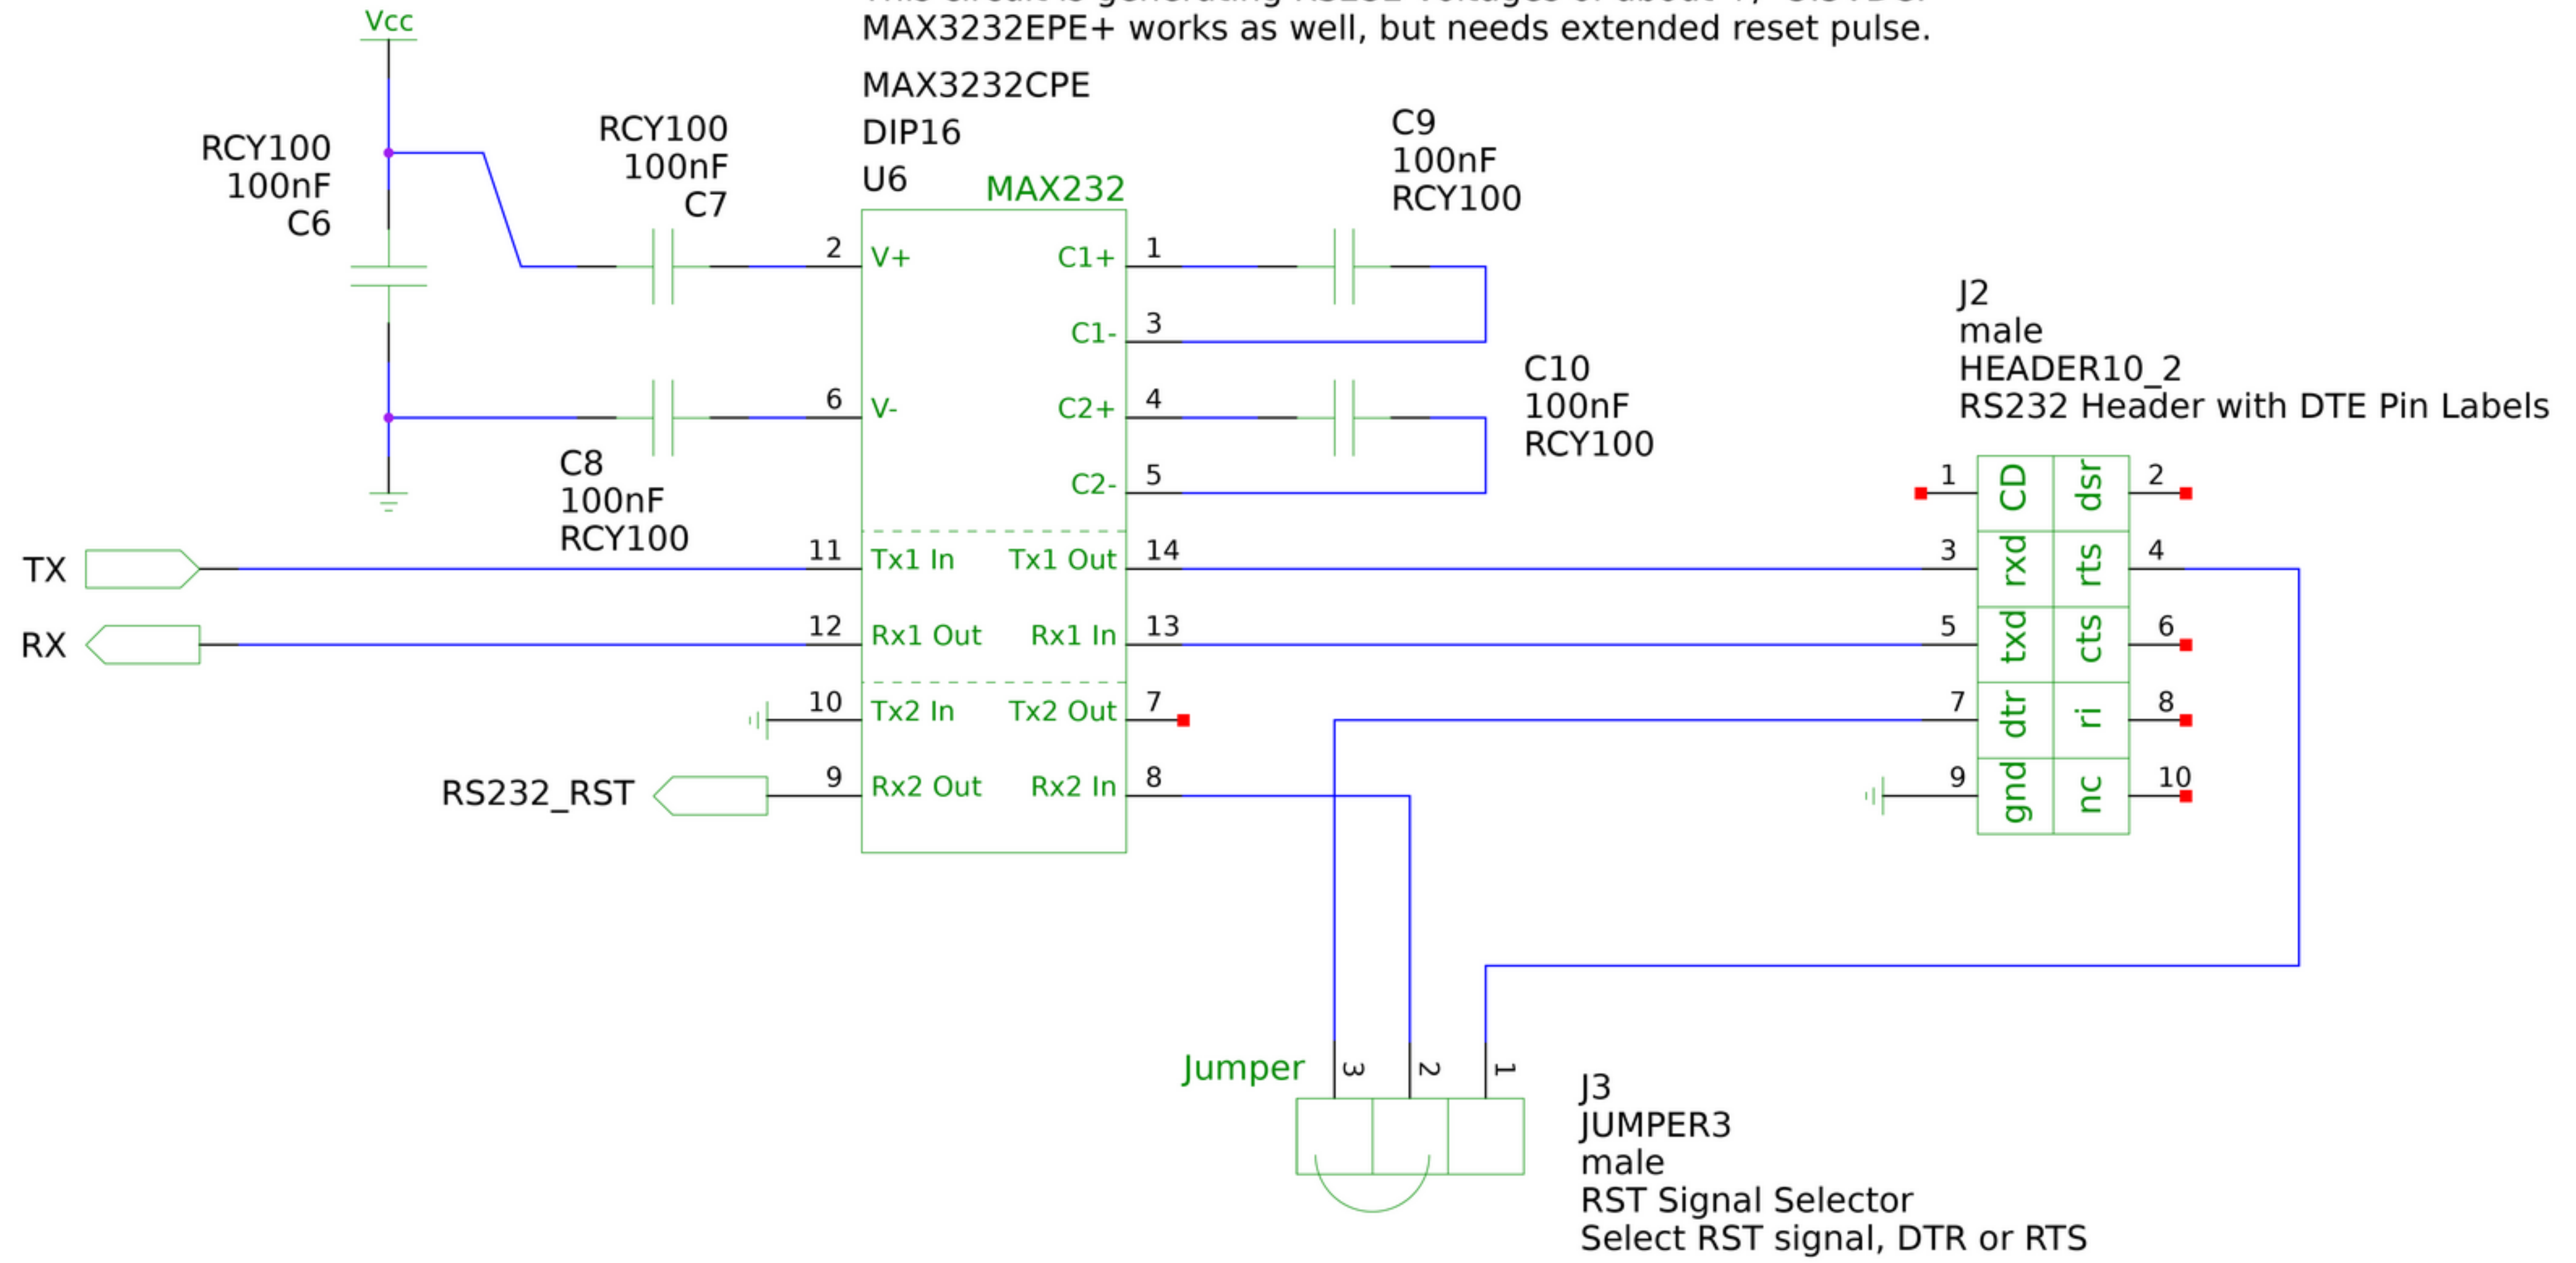 MAX3232EPE+ works as well, but needs extended reset pulse.
MAX3232CPE
DIP16
U6
MAX232
Vcc
RCY100
100nF
C6
RCY100
100nF
C7
C9
100nF
RCY100
2 V+ C1+ 1
C1- 3
6 V- C2+ 4
C2- 5
C8
100nF
RCY100
C10
100nF
RCY100
J2
male
HEADER10_2
RS232 Header with DTE Pin Labels
1 CD dsr 2
3 rxd rts 4
5 txd cts 6
7 dtr ri 8
9 gnd nc 10
TX
11 Tx1 In Tx1 Out 14
RX
12 Rx1 Out Rx1 In 13
10 Tx2 In Tx2 Out 7
RS232_RST
9 Rx2 Out Rx2 In 8
Jumper
3 2 1
J3
JUMPER3
male
RST Signal Selector
Select RST signal, DTR or RTS